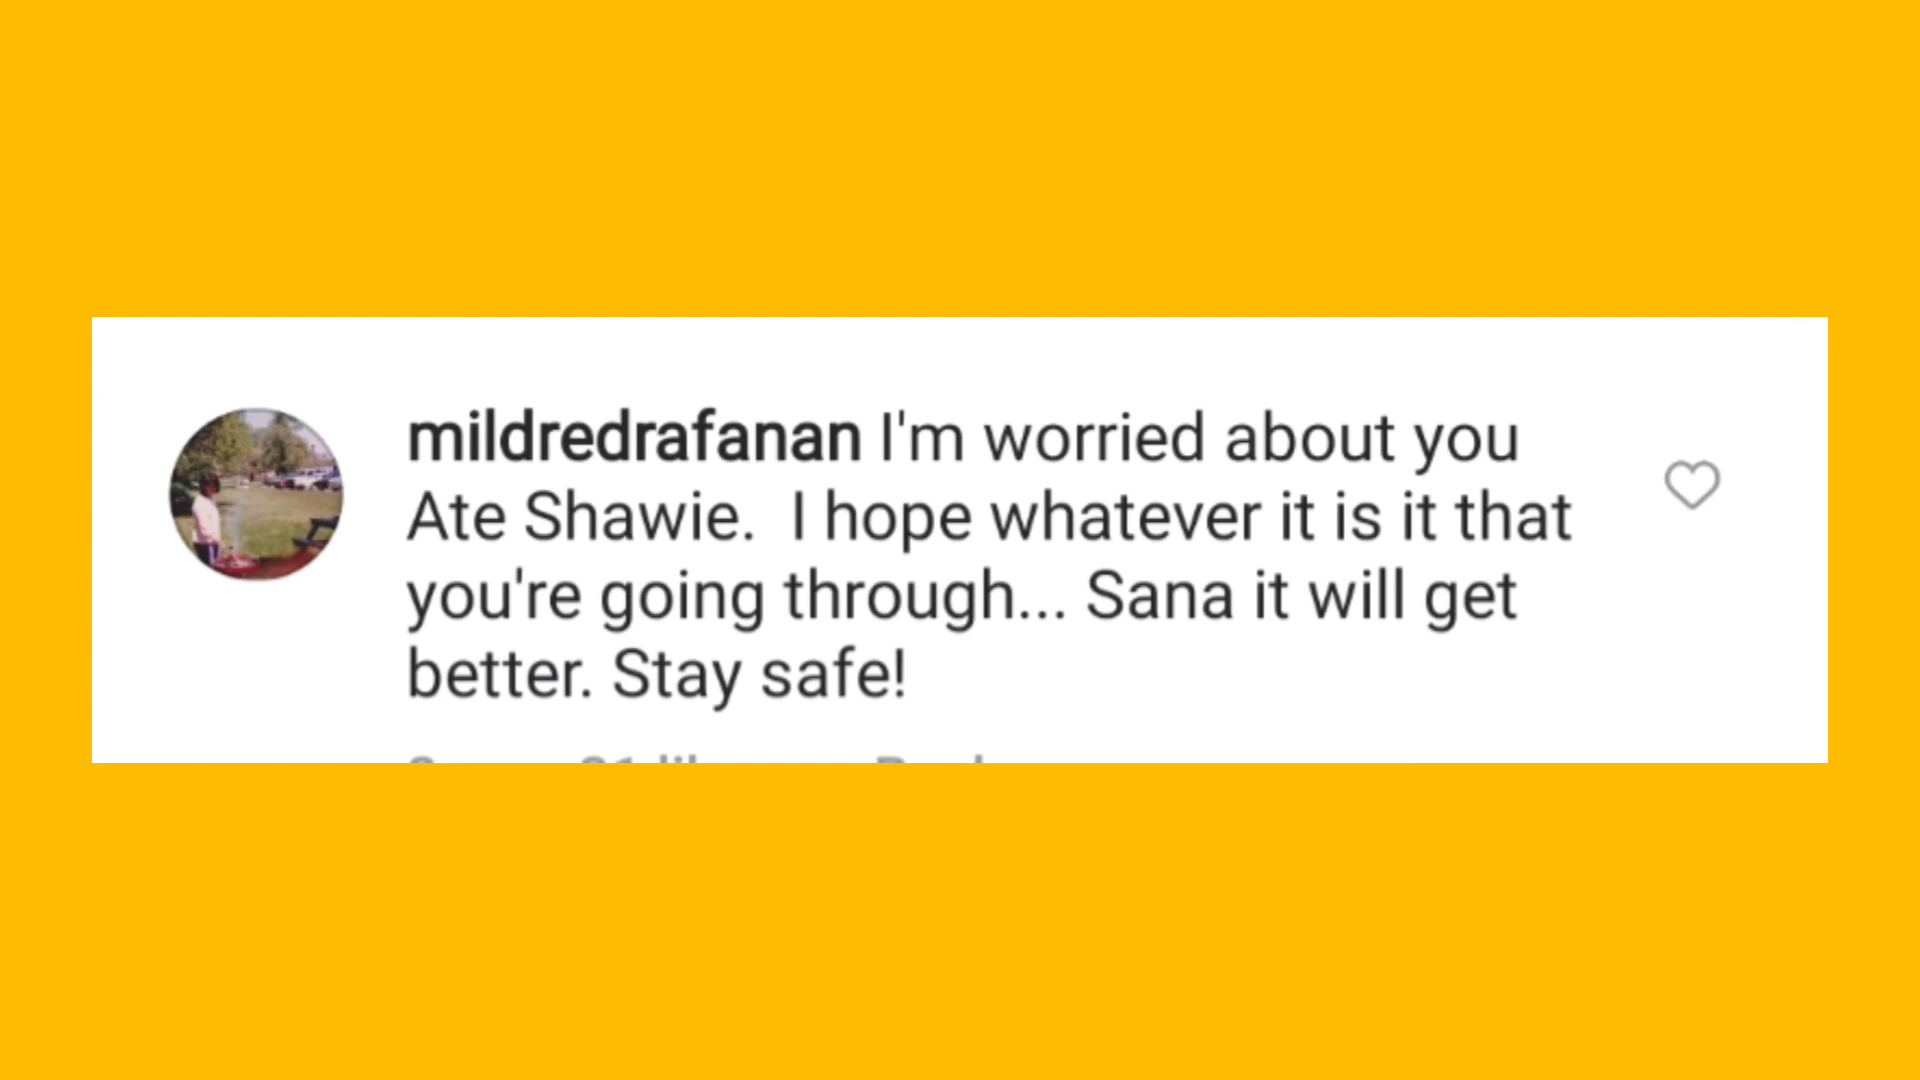 mildredrafanan I'm worried about you
Ate Shawie.  I hope whatever it is it that
you're going through... Sana it will get
better. Stay safe!